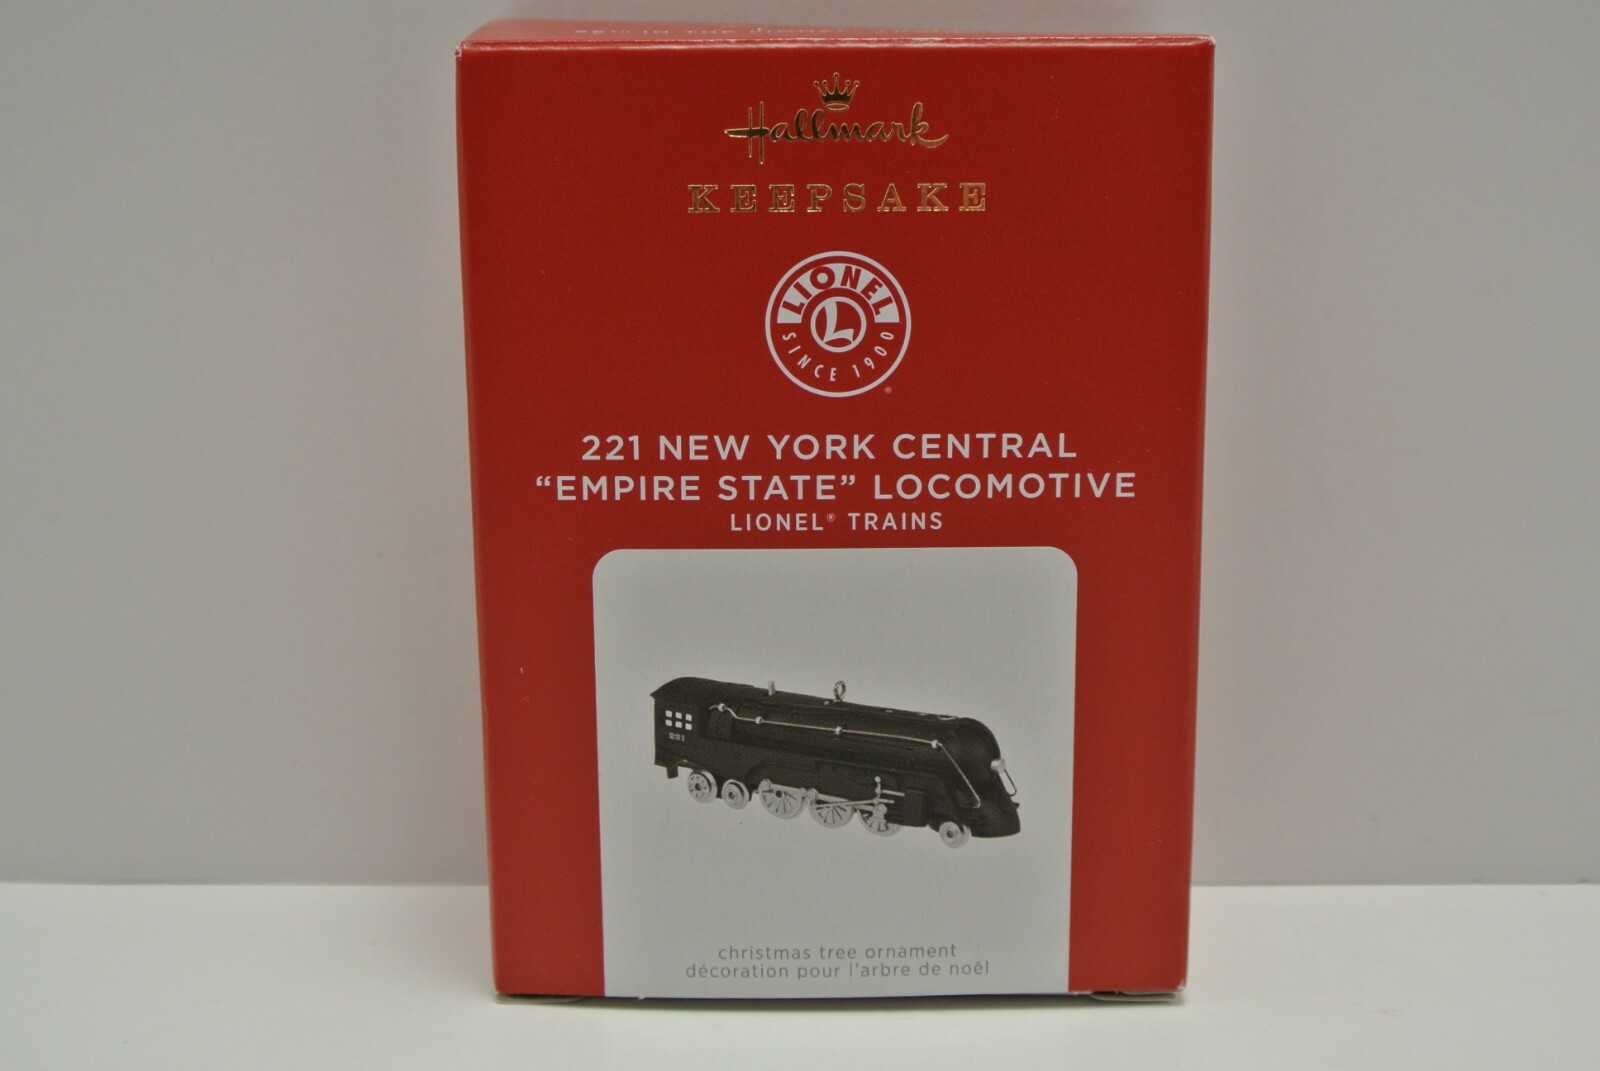 Hallmark
KEEPSAKE
LIONEL
L
SINCE 1900
®
221 NEW YORK CENTRAL
“EMPIRE STATE” LOCOMOTIVE
LIONEL® TRAINS
221
christmas tree ornament
décoration pour l'arbre de noël